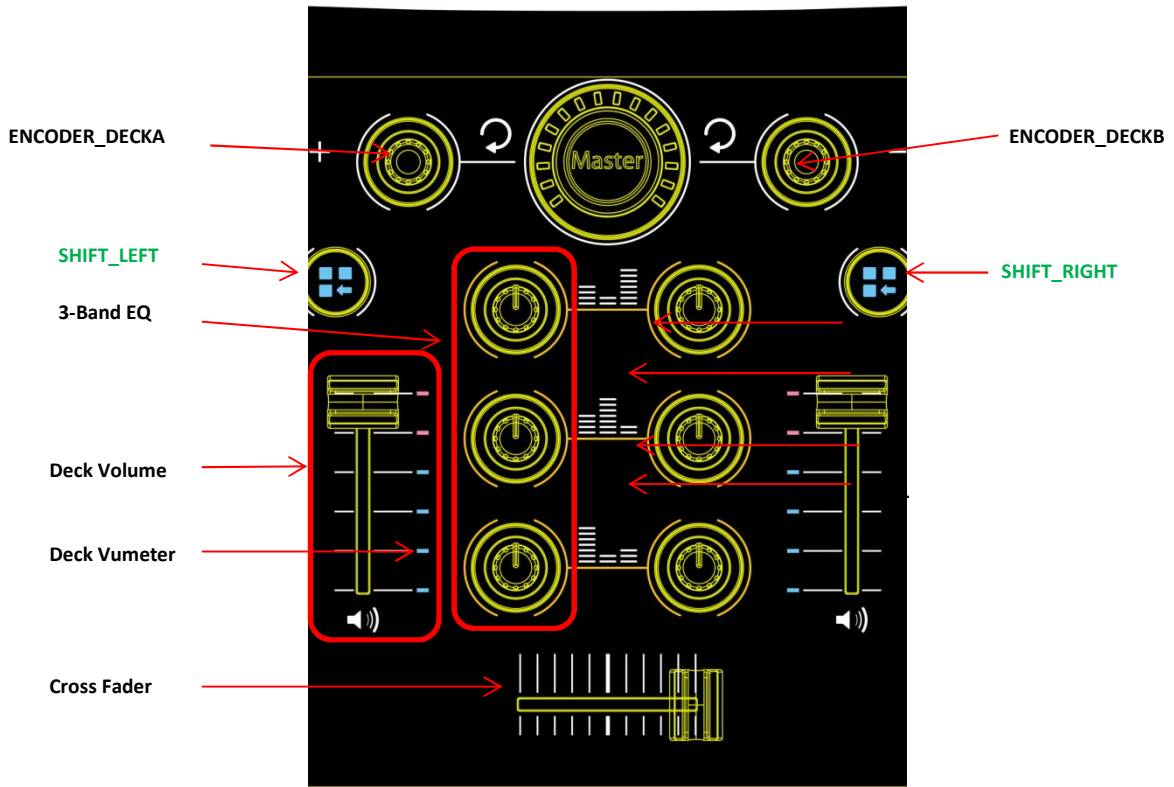 ENCODER_DECKA
ENCODER_DECKB
+
Master
SHIFT_LEFT
SHIFT_RIGHT
3-Band EQ
Deck Volume
Deck Vumeter
Cross Fader